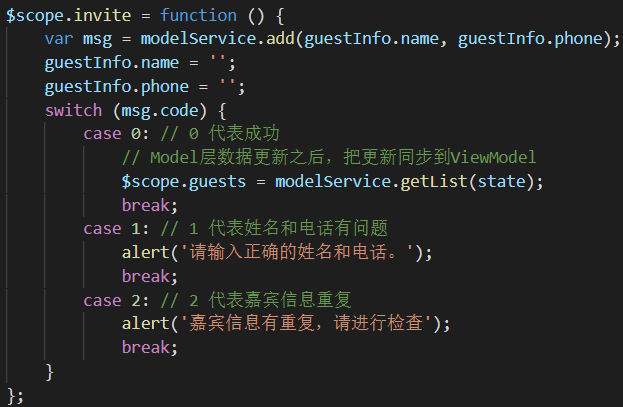 $scope.invite = function () {
    var msg = modelService.add(guestInfo.name, guestInfo.phone);
    guestInfo.name = '';
    guestInfo.phone = '';
    switch (msg.code) {
        case 0: // 0 代表成功
            // Model层数据更新之后，把更新同步到ViewModel
            $scope.guests = modelService.getList(state);
            break;
        case 1: // 1 代表姓名和电话有问题
            alert('请输入正确的姓名和电话。');
            break;
        case 2: // 2 代表嘉宾信息重复
            alert('嘉宾信息有重复，请进行检查');
            break;
    }
};